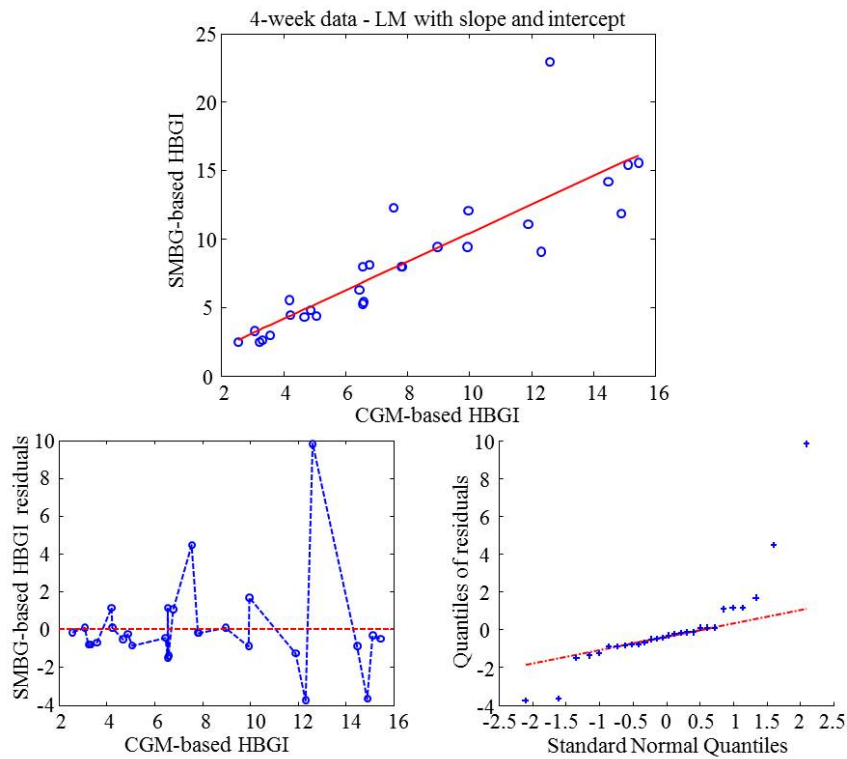 4-week data - LM with slope and intercept
SMBG-based HBGI
25
20
15
10
5
0
2 4 6 8 10 12 14 16
CGM-based HBGI
SMBG-based HBGI residuals
10
8
6
4
2
0
-2
-4
2 4 6 8 10 12 14 16
CGM-based HBGI
Quantiles of residuals
10
8
6
4
2
0
-2
-4
-2.5 -2 -1.5 -1 -0.5 0 0.5 1 1.5 2 2.5
Standard Normal Quantiles